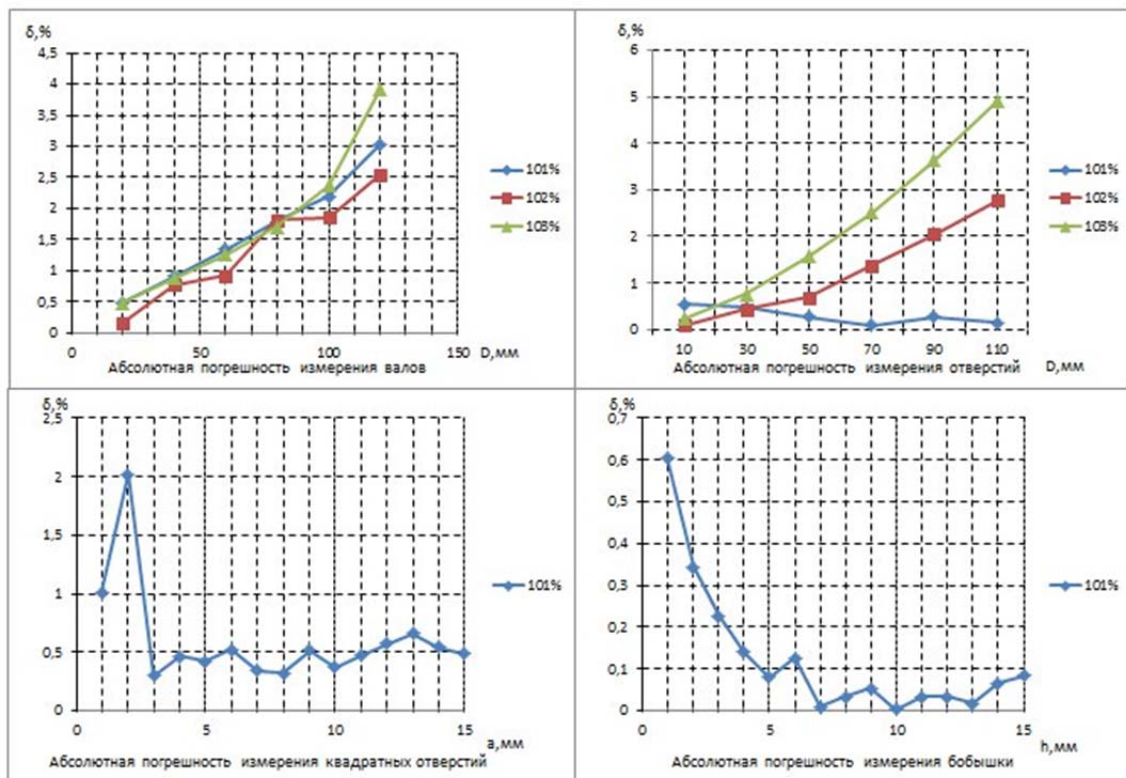 δ,%
4,5
4
3,5
3
2,5
2
1,5
1
0,5
0
0 50 100 150 D,мм
Абсолютная погрешность измерения валов
101%
102%
103%
δ,%
6
5
4
3
2
1
0
10 30 50 70 90 110
Абсолютная погрешность измерения отверстий D,мм
101%
102%
103%
δ,%
2,5
2
1,5
1
0,5
0
0 5 10 15
a,мм
Абсолютная погрешность измерения квадратных отверстий
101%
δ,%
0,7
0,6
0,5
0,4
0,3
0,2
0,1
0
0 5 10 15
h,мм
Абсолютная погрешность измерения бобышки
101%